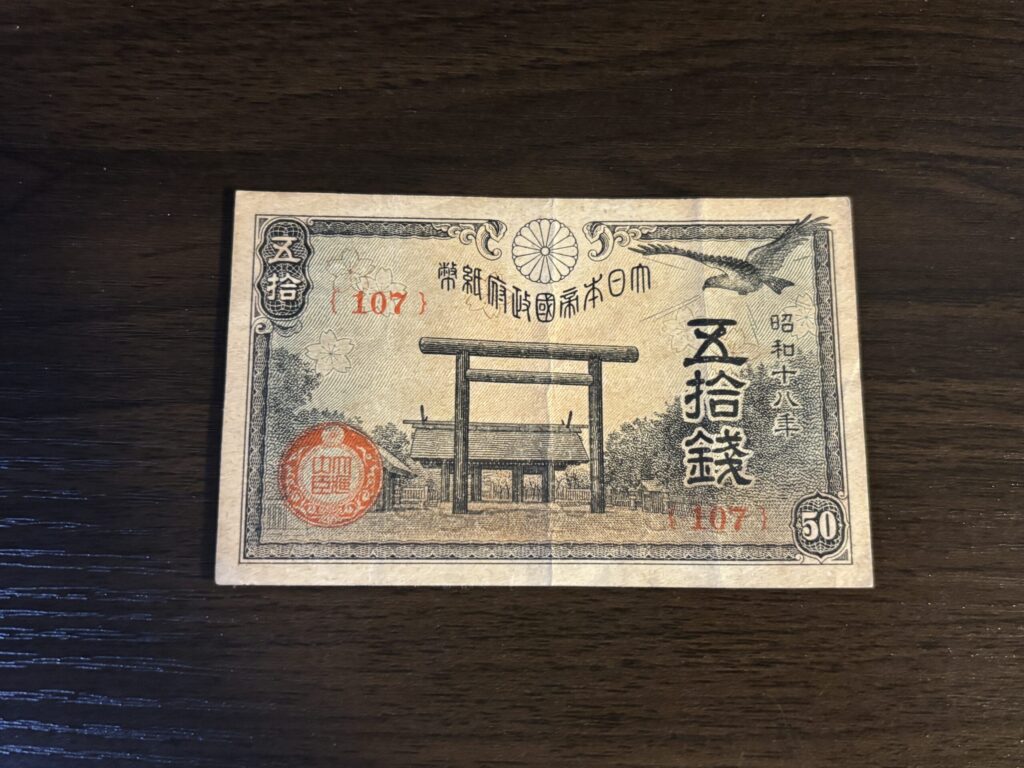 大日本帝國政府紙幣
五拾
{ 107 }
昭和十八年
五拾錢
{ 107 }
50